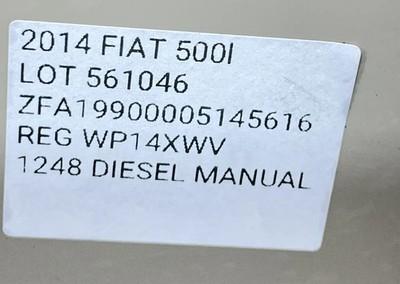 2014 FIAT 500l
LOT 561046
ZFA19900005145616
REG WP14XWV
1248 DIESEL MANUAL